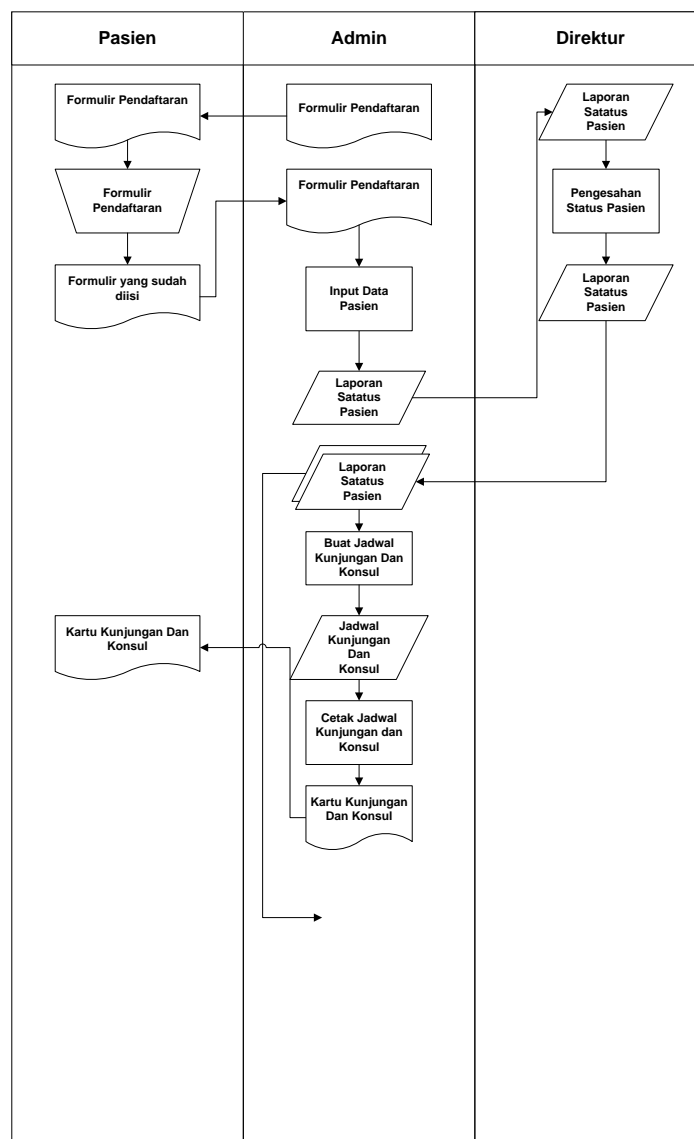 Pasien
Admin
Direktur
Formulir Pendaftaran
Formulir
Pendaftaran
Formulir yang sudah
diisi
Kartu Kunjungan Dan
Konsul
Formulir Pendaftaran
Formulir Pendaftaran
Input Data
Pasien
Laporan
Satatus
Pasien
Laporan
Satatus
Pasien
Buat Jadwal
Kunjungan Dan
Konsul
Jadwal
Kunjungan
Dan
Konsul
Cetak Jadwal
Kunjungan dan
Konsul
Kartu Kunjungan
Dan Konsul
Laporan
Satatus
Pasien
Pengesahan
Status Pasien
Laporan
Satatus
Pasien